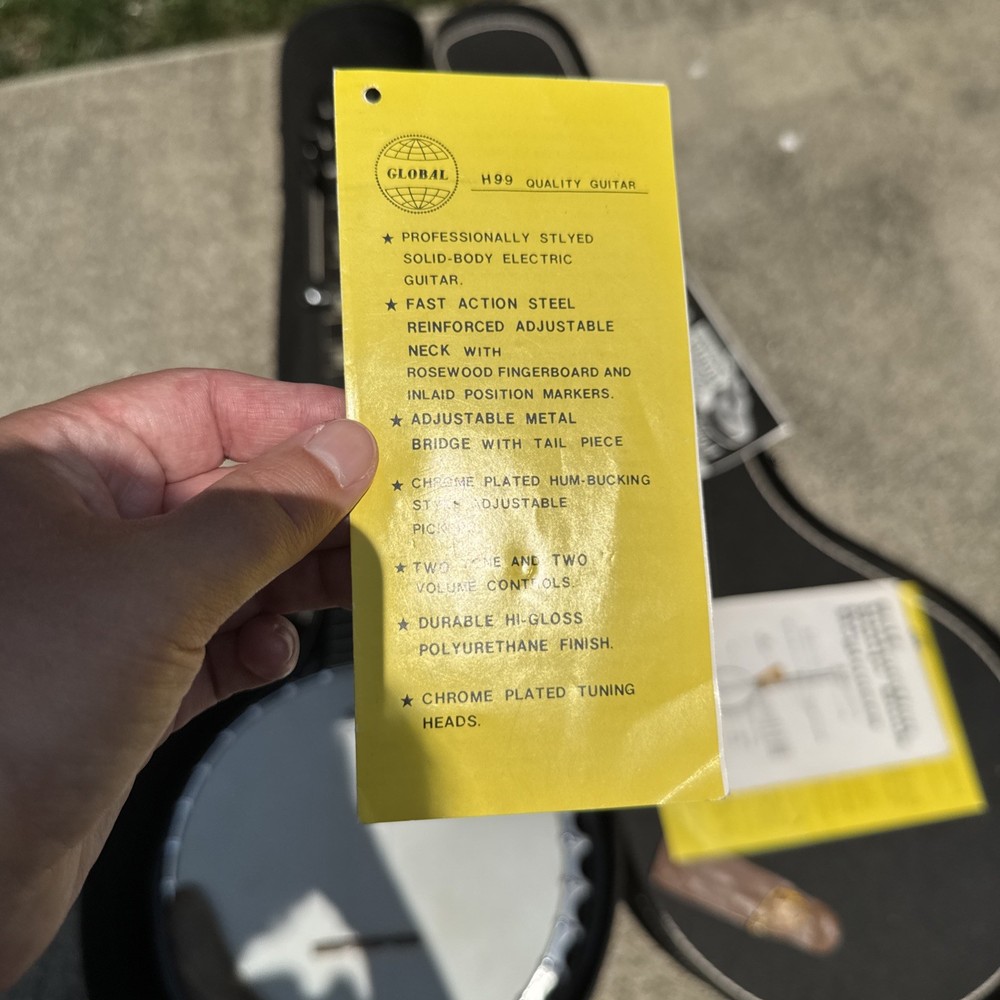 GLOBAL
H99 QUALITY GUITAR
★ PROFESSIONALLY STLYED
SOLID-BODY ELECTRIC
GUITAR.
★ FAST ACTION STEEL
REINFORCED ADJUSTABLE
NECK WITH
ROSEWOOD FINGERBOARD AND
INLAID POSITION MARKERS.
★ ADJUSTABLE METAL
BRIDGE WITH TAIL PIECE
★ CHROME PLATED HUM-BUCKING
STYLE ADJUSTABLE
★ TWO TONE AND TWO
VOLUME CONTROLS.
★ DURABLE HI-GLOSS
POLYURETHANE FINISH.
★ CHROME PLATED TUNING
HEADS.